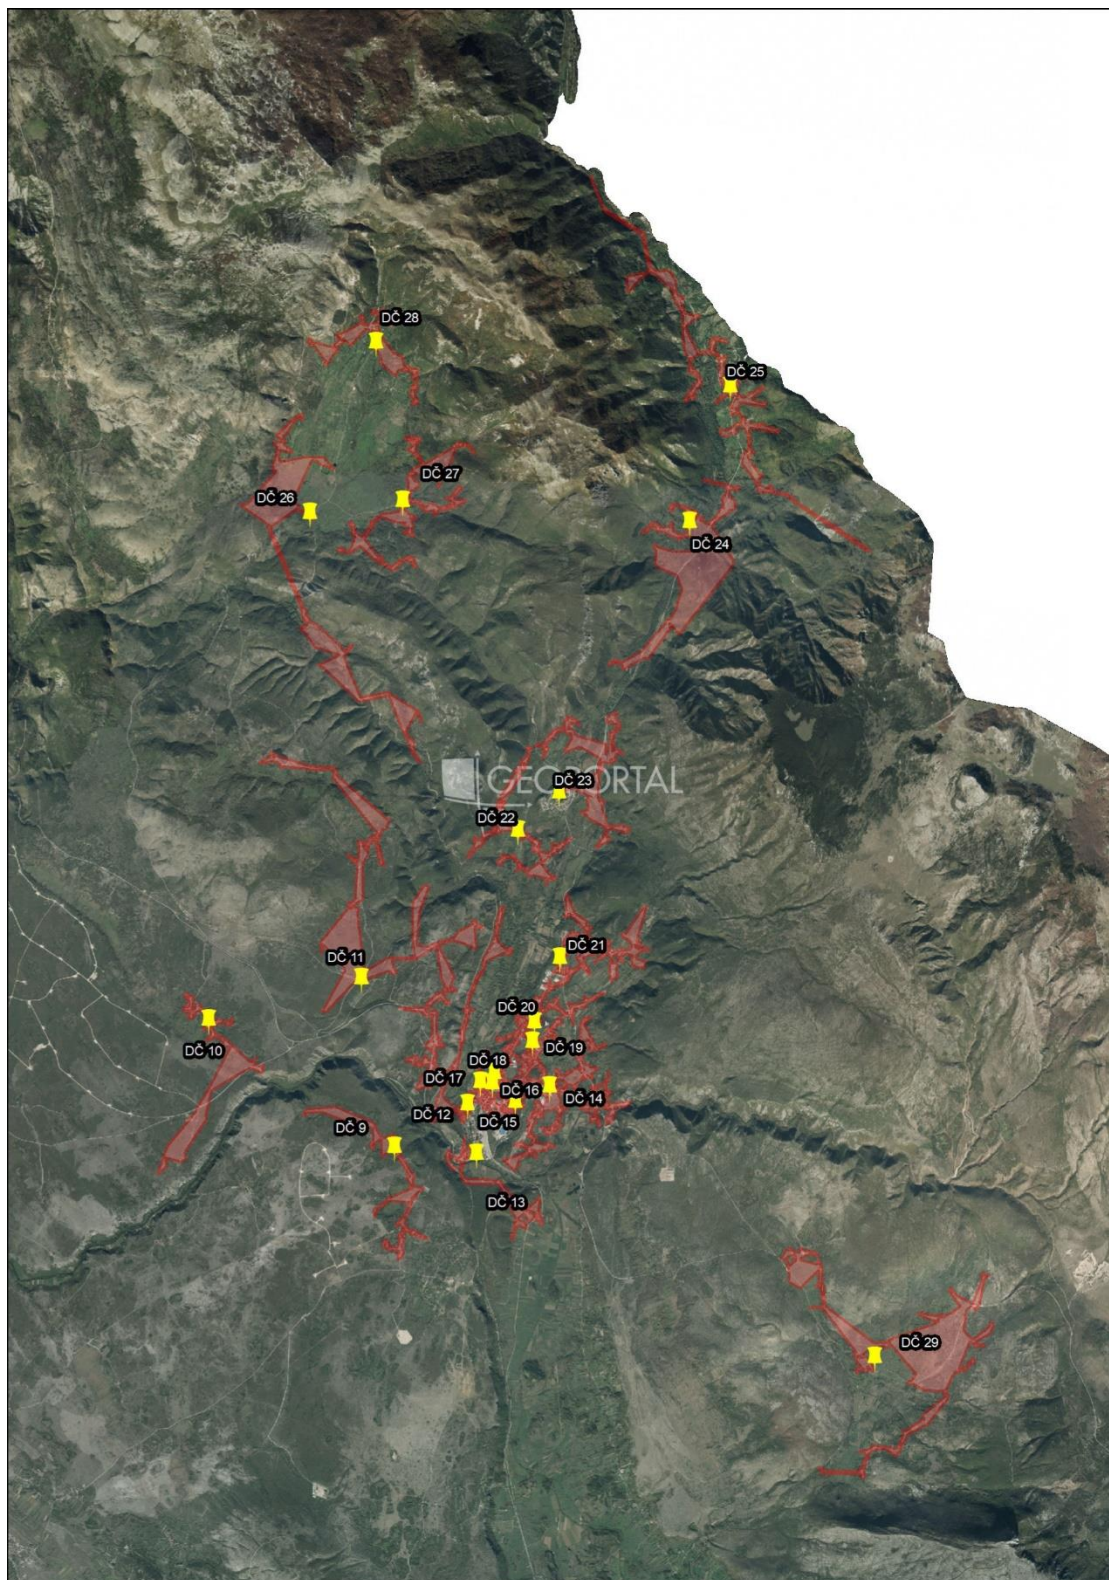 DČ 28
DČ 25
DČ 27
DČ 26
DČ 24
GEOPORTAL
DČ 23
DČ 22
DČ 21
DČ 11
DČ 20
DČ 10
DČ 19
DČ 18
DČ 17
DČ 16
DČ 14
DČ 12
DČ 15
DČ 9
DČ 13
DČ 29